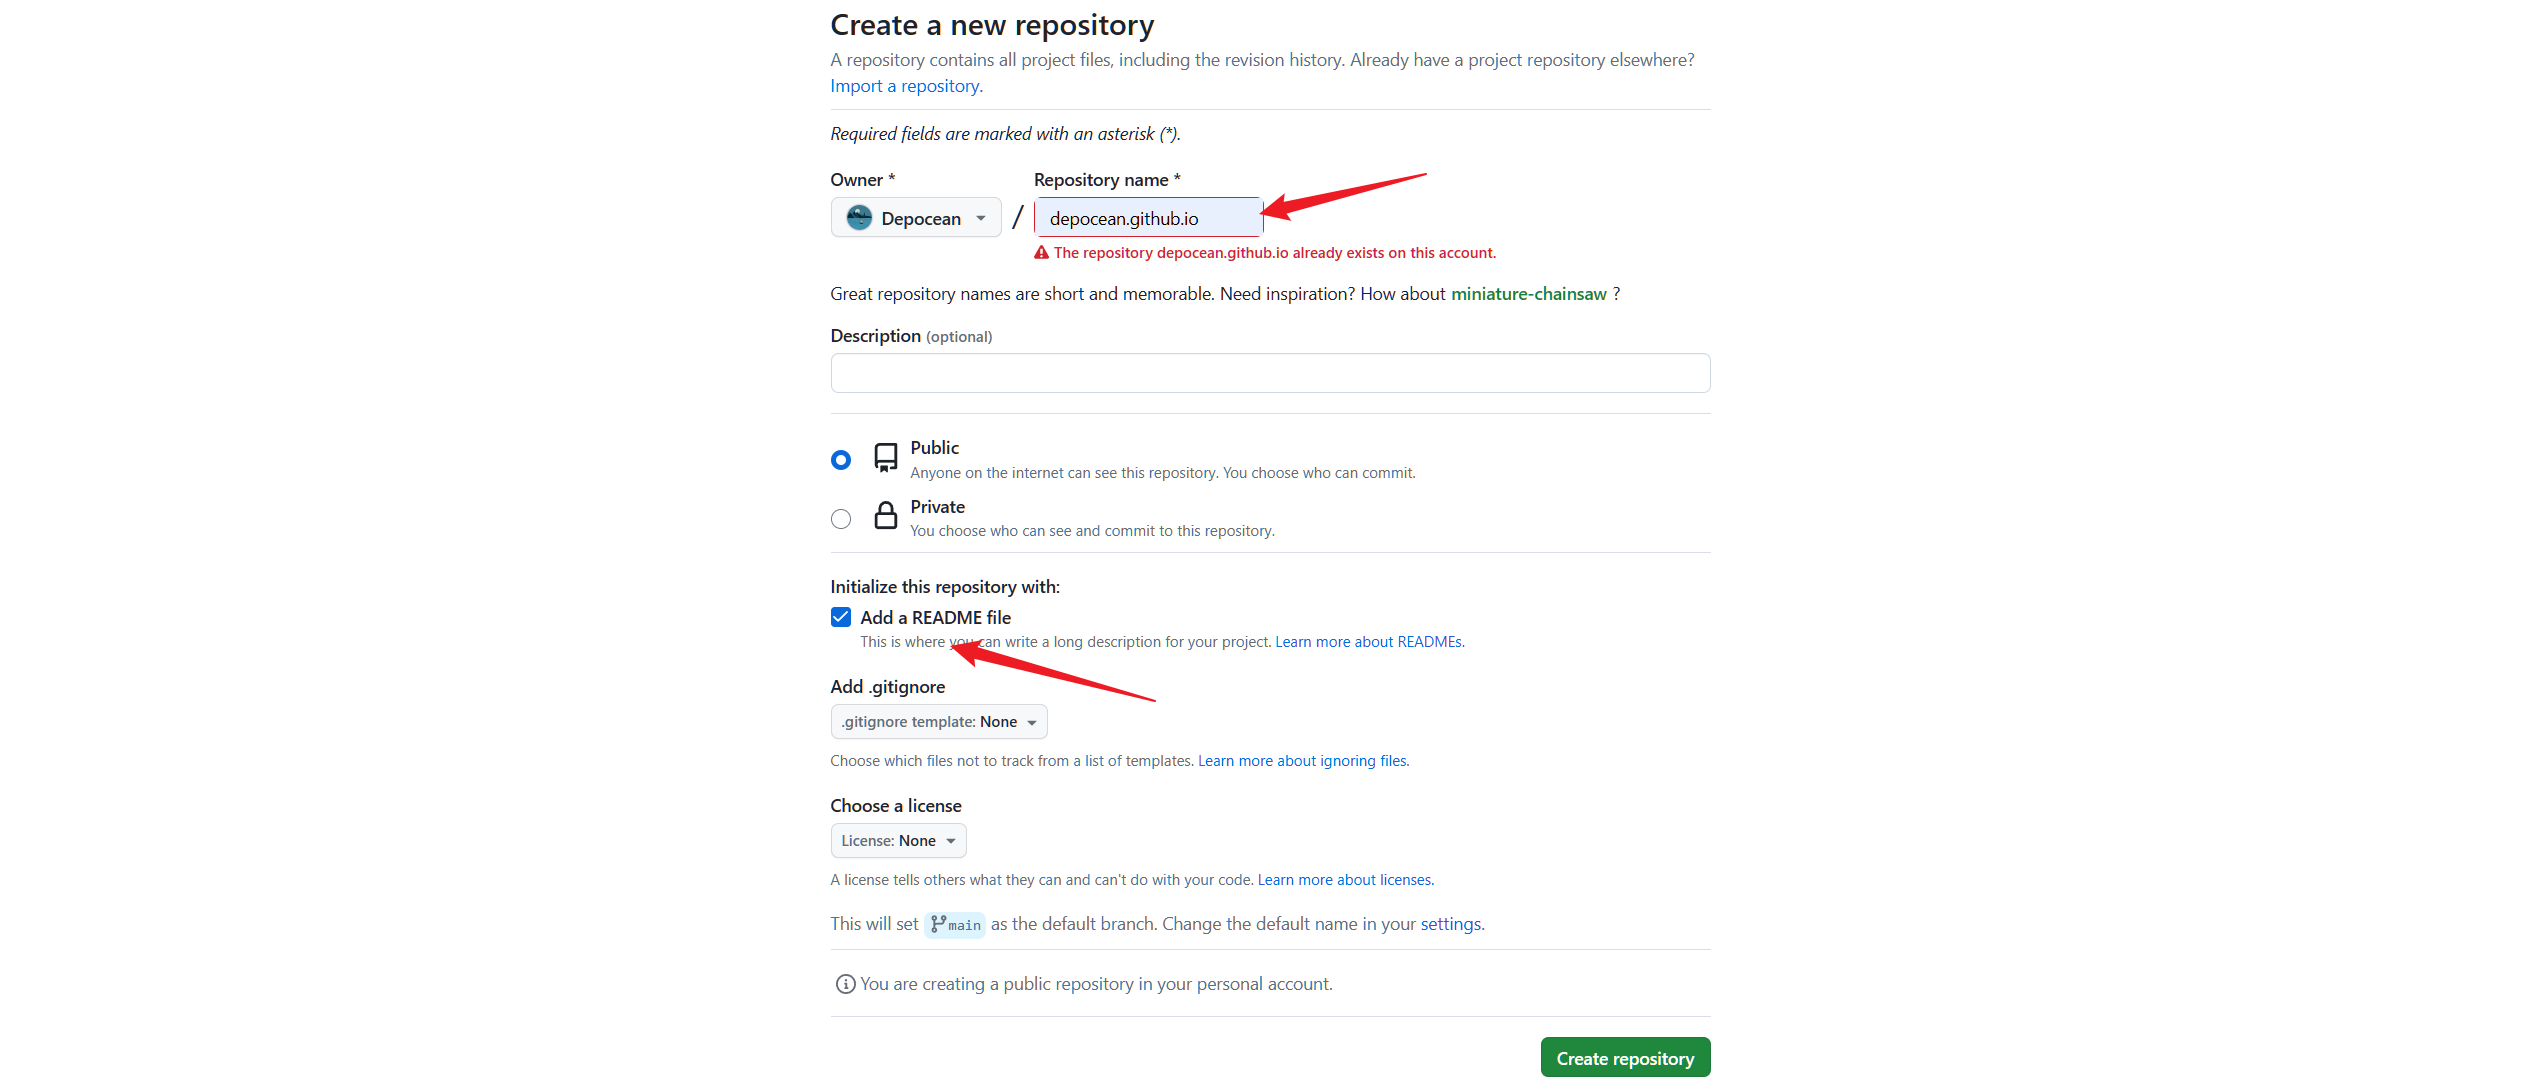 Create a new repository
A repository contains all project files, including the revision history. Already have a project repository elsewhere?
Import a repository.
Required fields are marked with an asterisk (*).
Owner *
Repository name *
Depocean
/
depocean.github.io
The repository depocean.github.io already exists on this account.
Great repository names are short and memorable. Need inspiration? How about miniature-chainsaw ?
Description (optional)
Public
Anyone on the internet can see this repository. You choose who can commit.
Private
You choose who can see and commit to this repository.
Initialize this repository with:
Add a README file
This is where you can write a long description for your project. Learn more about READMEs.
Add .gitignore
.gitignore template: None
Choose which files not to track from a list of templates. Learn more about ignoring files.
Choose a license
License: None
A license tells others what they can and can't do with your code. Learn more about licenses.
This will set main as the default branch. Change the default name in your settings.
You are creating a public repository in your personal account.
Create repository